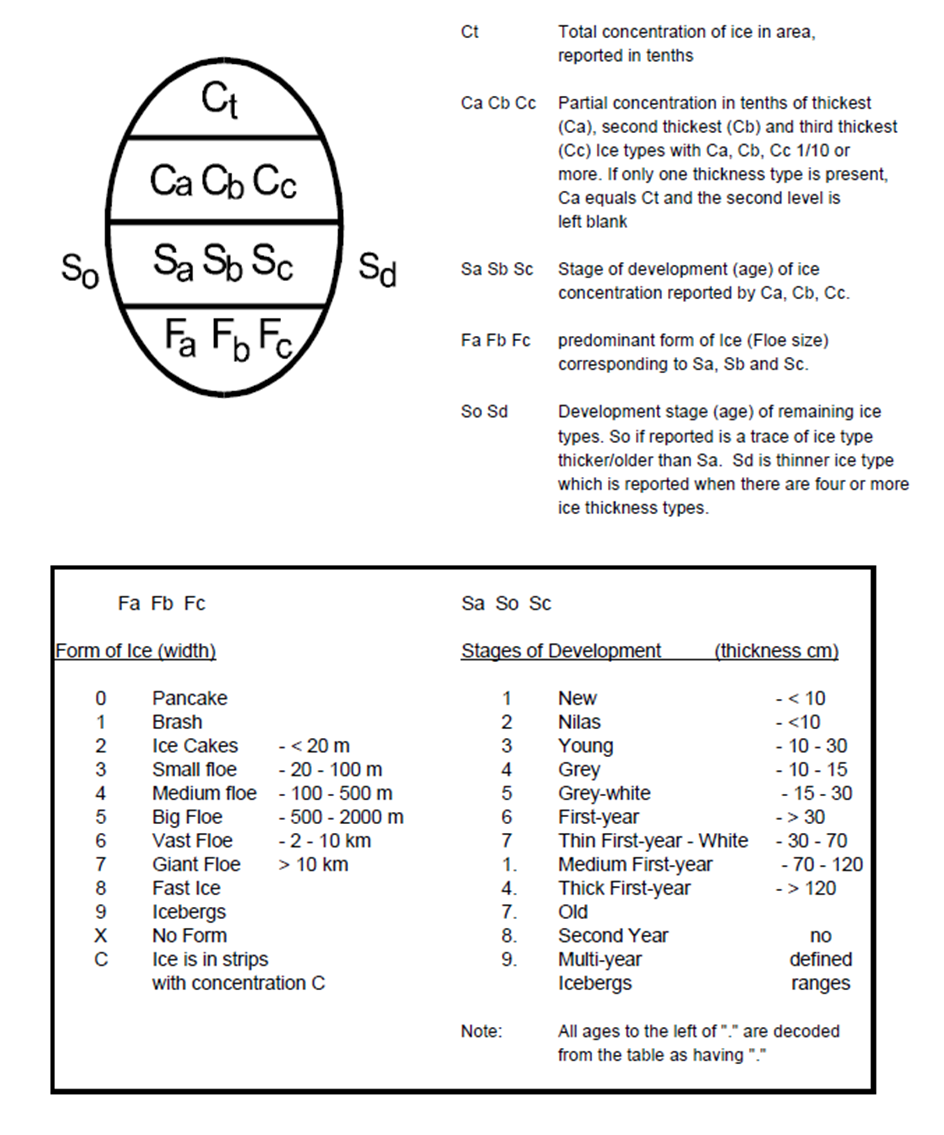 Ct
Ca Cb Cc
Sa Sb Sc
So
Sd
Fa Fb Fc
Ct Total concentration of ice in area,
reported in tenths
Ca Cb Cc Partial concentration in tenths of thickest
(Ca), second thickest (Cb) and third thickest
(Cc) Ice types with Ca, Cb, Cc 1/10 or
more. If only one thickness type is present,
Ca equals Ct and the second level is
left blank
Sa Sb Sc Stage of development (age) of ice
concentration reported by Ca, Cb, Cc.
Fa Fb Fc predominant form of Ice (Floe size)
corresponding to Sa, Sb and Sc.
So Sd Development stage (age) of remaining ice
types. So if reported is a trace of ice type
thicker/older than Sa. Sd is thinner ice type
which is reported when there are four or more
ice thickness types.
Fa Fb Fc
Form of Ice (width)
0 Pancake
1 Brash
2 Ice Cakes - < 20 m
3 Small floe - 20 - 100 m
4 Medium floe - 100 - 500 m
5 Big Floe - 500 - 2000 m
6 Vast Floe - 2 - 10 km
7 Giant Floe > 10 km
8 Fast Ice
9 Icebergs
X No Form
C Ice is in strips
with concentration C
Sa So Sc
Stages of Development (thickness cm)
1 New - < 10
2 Nilas - <10
3 Young - 10 - 30
4 Grey - 10 - 15
5 Grey-white - 15 - 30
6 First-year - > 30
7 Thin First-year - White - 30 - 70
1. Medium First-year - 70 - 120
4. Thick First-year - > 120
7. Old
8. Second Year no
9. Multi-year defined
Icebergs ranges
Note: All ages to the left of "." are decoded
from the table as having "."